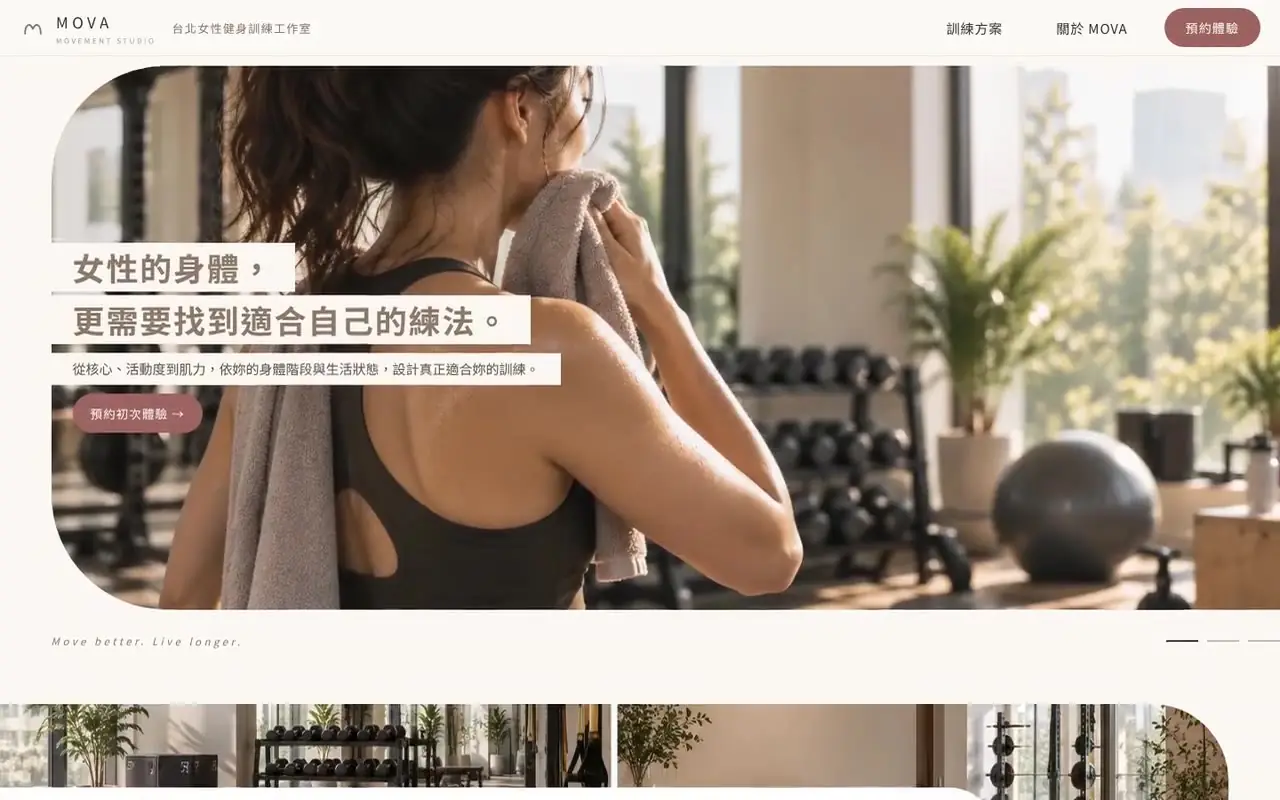 MOVA
MOVEMENT STUDIO
台北女性健身訓練工作室
訓練方案
關於 MOVA
預約體驗
女性的身體，
更需要找到適合自己的練法。
從核心、活動度到肌力，依妳的身體階段與生活狀態，設計真正適合妳的訓練。
預約初次體驗 →
Move better. Live longer.